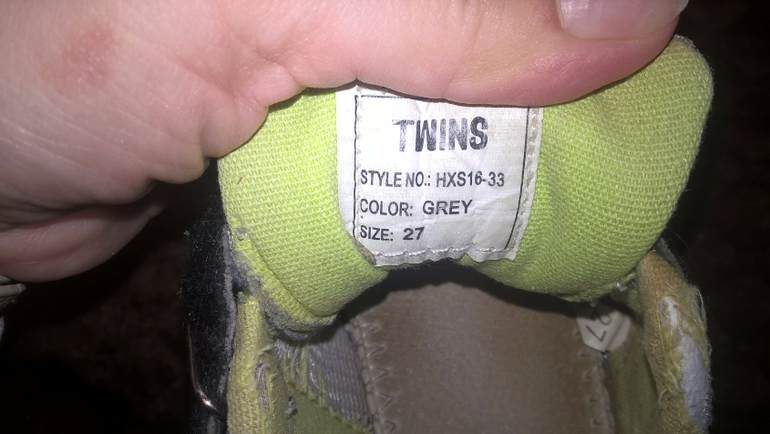 TWINS
STYLE NO.: HXS16-33
COLOR: GREY
SIZE: 27